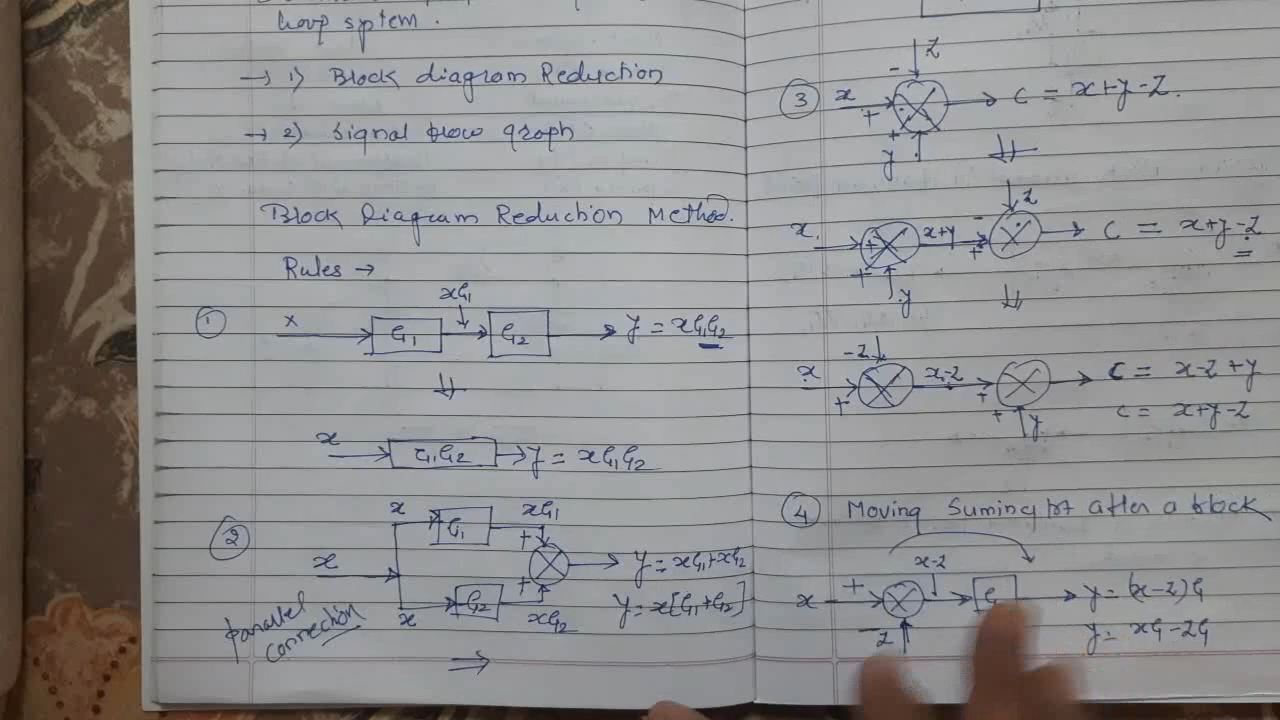 loop system.
→ 1) Block diagram Reduction
→ 2) Signal flow graph
Block Diagram Reduction Method.
Rules →
①
xG1
x
G1
G2
y = xG1G2
⇓
x
G1G2
y = xG1G2
②
x
x
G1
xG1
+
y = xG1+xG2
y = x[G1+G2]
x
G2
xG2
+
parallel
connection
⇒
③
x
+
- z
+
y
c = x+y-z.
⇓
x
+
+
y
x+y
+
- z
c = x+y-z
⇓
x
+
-z
x-z
+
+
y
c = x-z+y
c = x+y-z
④ Moving Suming pt after a block
x
+
-z
x-z
G
y = (x-z)G
y = xG-zG